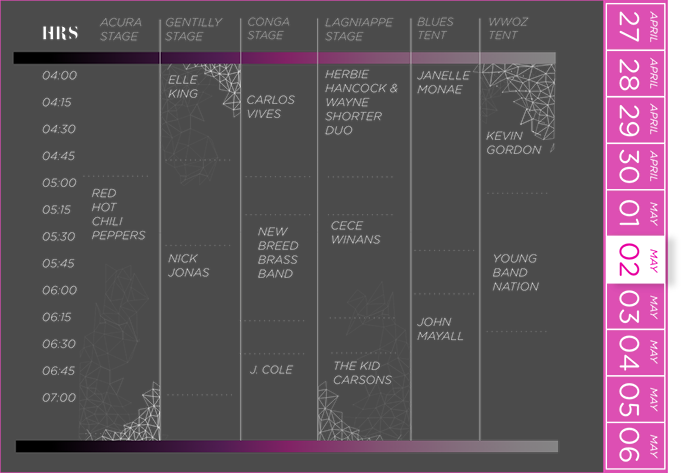 HRS
ACURA
STAGE
GENTILLY
STAGE
CONGA
STAGE
LAGNIAPPE
STAGE
BLUES
TENT
WWOZ
TENT
04:00
04:15
04:30
04:45
05:00
05:15
05:30
05:45
06:00
06:15
06:30
06:45
07:00
RED
HOT
CHILI
PEPPERS
ELLE
KING
NICK
JONAS
CARLOS
VIVES
NEW
BREED
BRASS
BAND
J. COLE
HERBIE
HANCOCK &
WAYNE
SHORTER
DUO
CECE
WINANS
THE KID
CARSONS
JANELLE
MONAE
JOHN
MAYALL
KEVIN
GORDON
YOUNG
BAND
NATION
27 APRIL
28 APRIL
29 APRIL
30 APRIL
01 MAY
02 MAY
03 MAY
04 MAY
05 MAY
06 MAY